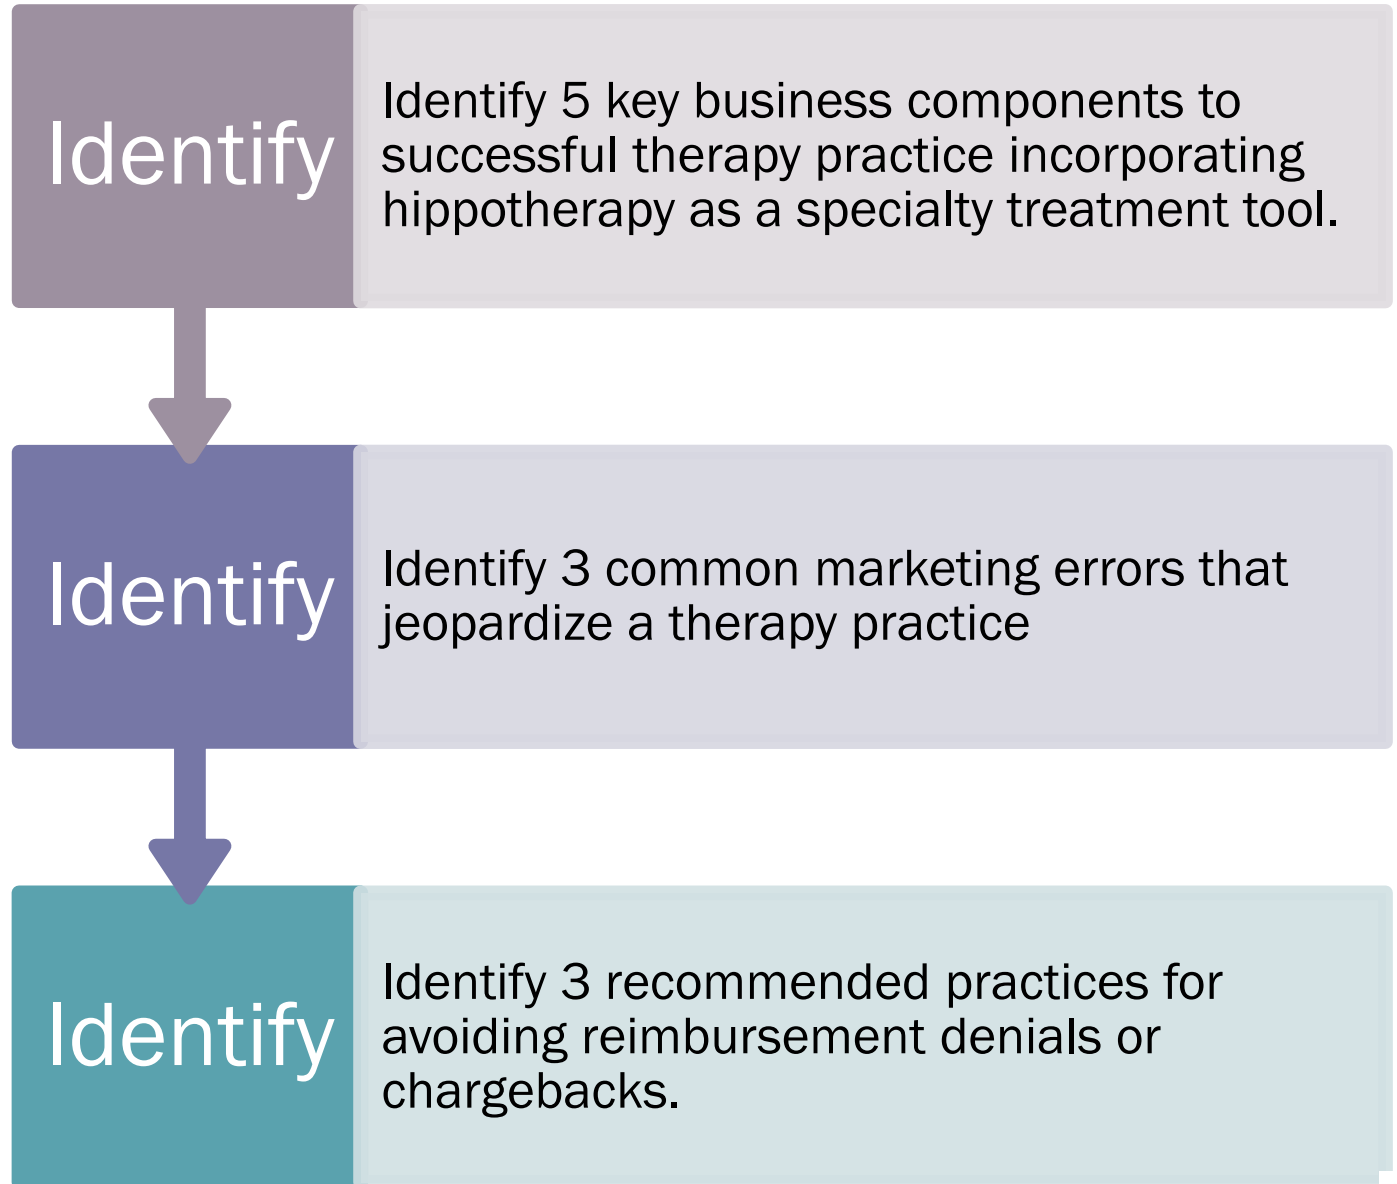 Identify
Identify 5 key business components to
successful therapy practice incorporating
hippotherapy as a specialty treatment tool.
Identify
Identify 3 common marketing errors that
jeopardize a therapy practice
Identify
Identify 3 recommended practices for
avoiding reimbursement denials or
chargebacks.